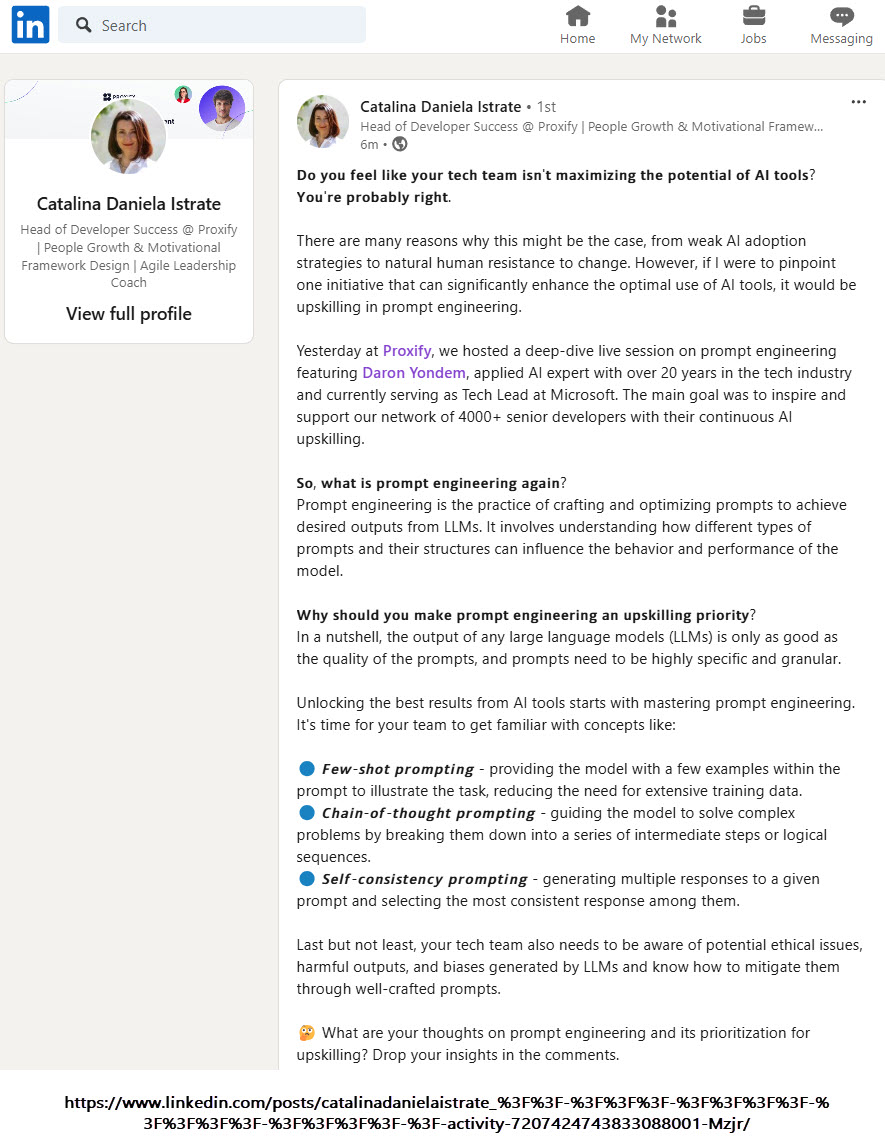 in
Search
Home
My Network
Jobs
Messaging
PROXIFY
Catalina Daniela Istrate
Head of Developer Success @ Proxify
| People Growth & Motivational
Framework Design | Agile Leadership
Coach
View full profile
Catalina Daniela Istrate • 1st
Head of Developer Success @ Proxify | People Growth & Motivational Framew...
6m •
Do you feel like your tech team isn't maximizing the potential of AI tools?
You're probably right.
There are many reasons why this might be the case, from weak AI adoption
strategies to natural human resistance to change. However, if I were to pinpoint
one initiative that can significantly enhance the optimal use of AI tools, it would be
upskilling in prompt engineering.
Yesterday at Proxify, we hosted a deep-dive live session on prompt engineering
featuring Daron Yondem, applied AI expert with over 20 years in the tech industry
and currently serving as Tech Lead at Microsoft. The main goal was to inspire and
support our network of 4000+ senior developers with their continuous AI
upskilling.
So, what is prompt engineering again?
Prompt engineering is the practice of crafting and optimizing prompts to achieve
desired outputs from LLMs. It involves understanding how different types of
prompts and their structures can influence the behavior and performance of the
model.
Why should you make prompt engineering an upskilling priority?
In a nutshell, the output of any large language models (LLMs) is only as good as
the quality of the prompts, and prompts need to be highly specific and granular.
Unlocking the best results from AI tools starts with mastering prompt engineering.
It's time for your team to get familiar with concepts like:
🔵 Few-shot prompting - providing the model with a few examples within the
prompt to illustrate the task, reducing the need for extensive training data.
🔵 Chain-of-thought prompting - guiding the model to solve complex
problems by breaking them down into a series of intermediate steps or logical
sequences.
🔵 Self-consistency prompting - generating multiple responses to a given
prompt and selecting the most consistent response among them.
Last but not least, your tech team also needs to be aware of potential ethical issues,
harmful outputs, and biases generated by LLMs and know how to mitigate them
through well-crafted prompts.
🤔 What are your thoughts on prompt engineering and its prioritization for
upskilling? Drop your insights in the comments.
https://www.linkedin.com/posts/catalinadanielaistrate_%3F%3F-%3F%3F%3F-%3F%3F%3F%3F-%
3F%3F%3F-%3F%3F%3F%3F-%3F-activity-7207424743833088001-Mzjr/